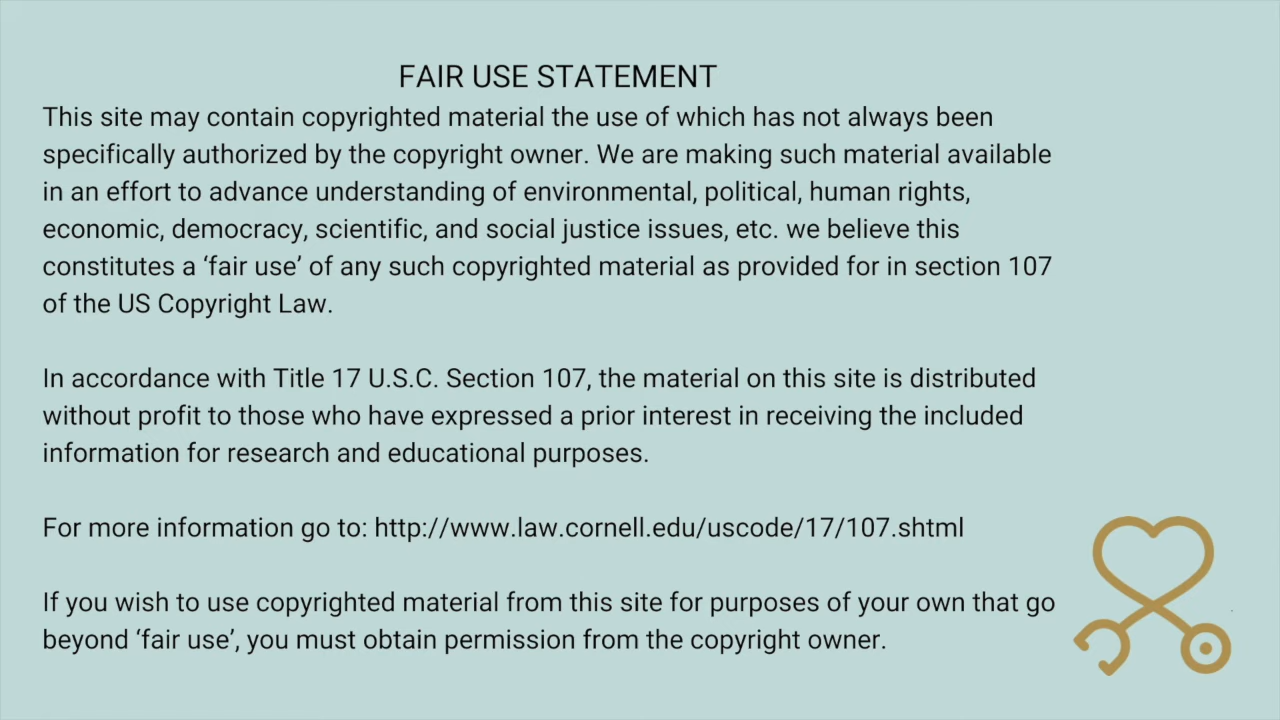 FAIR USE STATEMENT
This site may contain copyrighted material the use of which has not always been
specifically authorized by the copyright owner. We are making such material available
in an effort to advance understanding of environmental, political, human rights,
economic, democracy, scientific, and social justice issues, etc. we believe this
constitutes a ‘fair use’ of any such copyrighted material as provided for in section 107
of the US Copyright Law.
In accordance with Title 17 U.S.C. Section 107, the material on this site is distributed
without profit to those who have expressed a prior interest in receiving the included
information for research and educational purposes.
For more information go to: http://www.law.cornell.edu/uscode/17/107.shtml
If you wish to use copyrighted material from this site for purposes of your own that go
beyond ‘fair use’, you must obtain permission from the copyright owner.